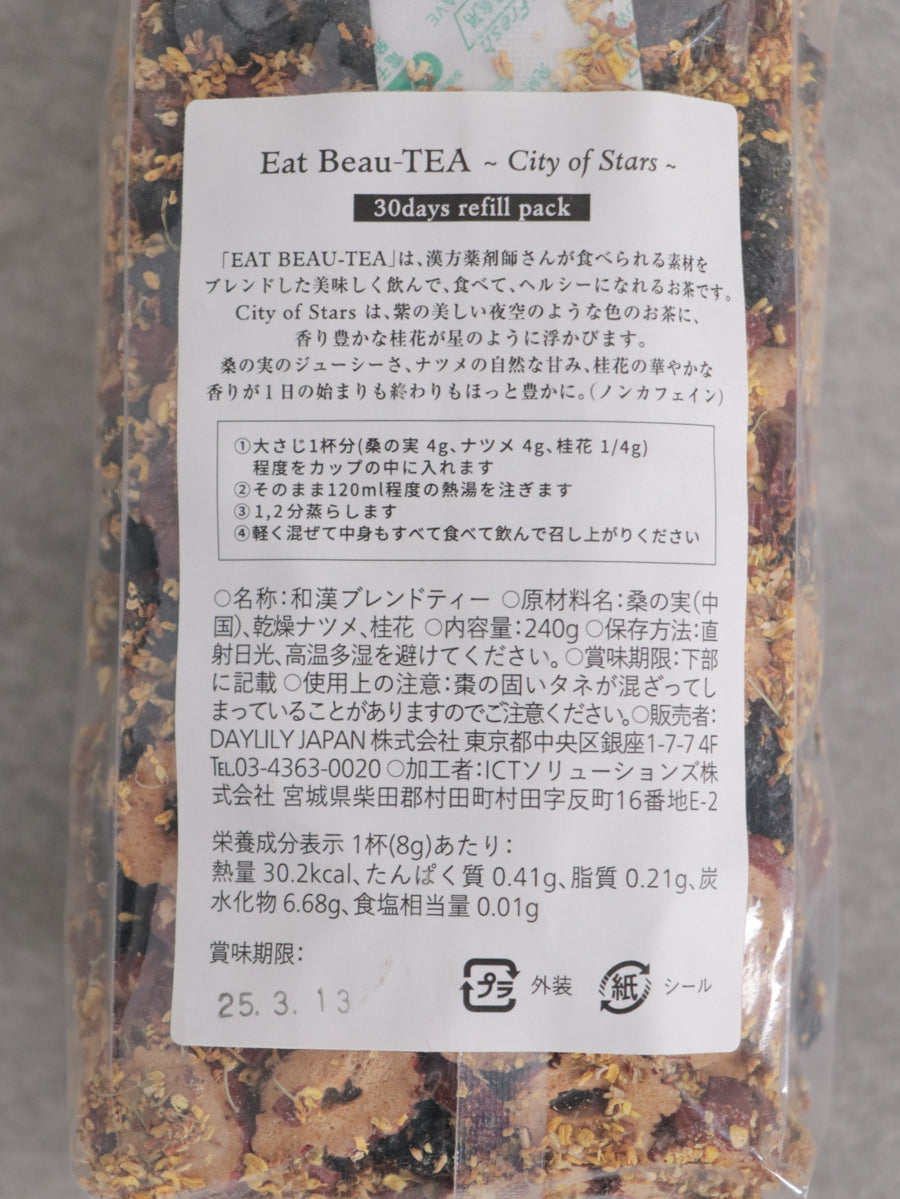 Fresh
Eat Beau-TEA ~ City of Stars ~
30days refill pack
「EAT BEAU-TEA」は、漢方薬剤師さんが食べられる素材を
ブレンドした美味しく飲んで、食べて、ヘルシーになれるお茶です。
City of Stars は、紫の美しい夜空のような色のお茶に、
香り豊かな桂花が星のように浮かびます。
桑の実のジューシーさ、ナツメの自然な甘み、桂花の華やかな
香りが1日の始まりも終わりもほっと豊かに。(ノンカフェイン)
①大さじ1杯分(桑の実 4g、ナツメ 4g、桂花 1/4g)
程度をカップの中に入れます
②そのまま120ml程度の熱湯を注ぎます
③1,2分蒸らします
④軽く混ぜて中身もすべて食べて飲んで召し上がりください
○名称:和漢ブレンドティー ○原材料名:桑の実(中
国)、乾燥ナツメ、桂花 ○内容量:240g ○保存方法:直
射日光、高温多湿を避けてください。○賞味期限:下部
に記載 ○使用上の注意:棗の固いタネが混ざってし
まっていることがありますのでご注意ください。○販売者:
DAYLILY JAPAN 株式会社 東京都中央区銀座1-7-7 4F
℡.03-4363-0020 ○加工者:ICTソリューションズ株
式会社 宮城県柴田郡村田町村田字反町16番地E-2
栄養成分表示 1杯(8g)あたり:
熱量 30.2kcal、たんぱく質 0.41g、脂質 0.21g、炭
水化物 6.68g、食塩相当量 0.01g
賞味期限:
25.3.13
プラ 外装 紙 シール